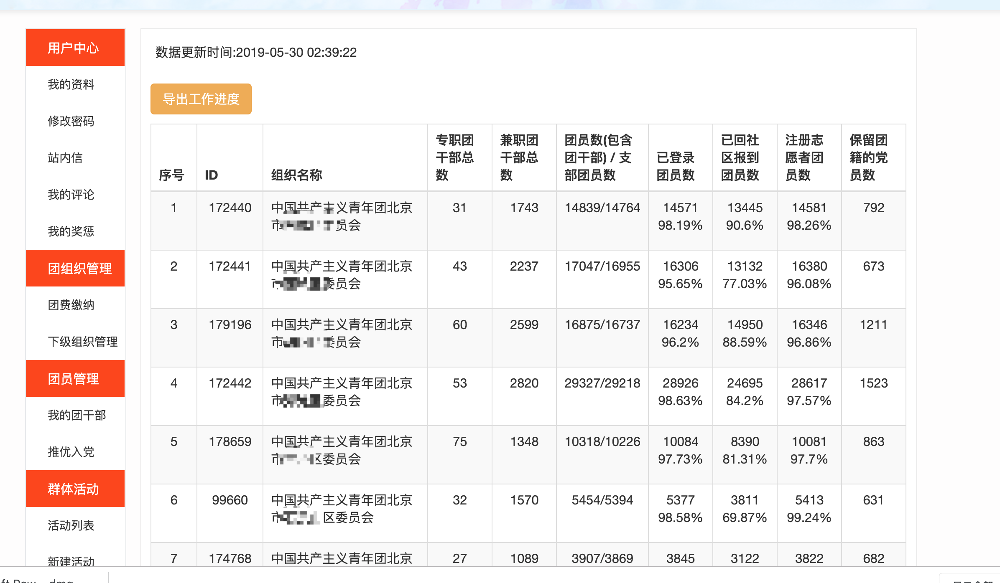 用户中心
我的资料
修改密码
站内信
我的评论
我的奖惩
团组织管理
团费缴纳
下级组织管理
团员管理
我的团干部
推优入党
群体活动
活动列表
新建活动
数据更新时间:2019-05-30 02:39:22
导出工作进度
序号 ID 组织名称 专职团干部总数 兼职团干部总数 团员数(包含团干部) / 支部团员数 已登录团员数 已回社区报到团员数 注册志愿者团员数 保留团籍的党员数
1 172440 中国共产主义青年团北京 31 1743 14839/14764 14571 13445 14581 792
市 员会 98.19% 90.6% 98.26%
2 172441 中国共产主义青年团北京 43 2237 17047/16955 16306 13132 16380 673
委员会 95.65% 77.03% 96.08%
3 179196 中国共产主义青年团北京 60 2599 16875/16737 16234 14950 16346 1211
市 委员会 96.2% 88.59% 96.86%
4 172442 中国共产主义青年团北京 53 2820 29327/29218 28926 24695 28617 1523
市 委员会 98.63% 84.2% 97.57%
5 178659 中国共产主义青年团北京 75 1348 10318/10226 10084 8390 10081 863
市 区委员会 97.73% 81.31% 97.7%
6 99660 中国共产主义青年团北京 32 1570 5454/5394 5377 3811 5413 631
市 区委员会 98.58% 69.87% 99.24%
7 174768 中国共产主义青年团北京 27 1089 3907/3869 3845 3122 3822 682